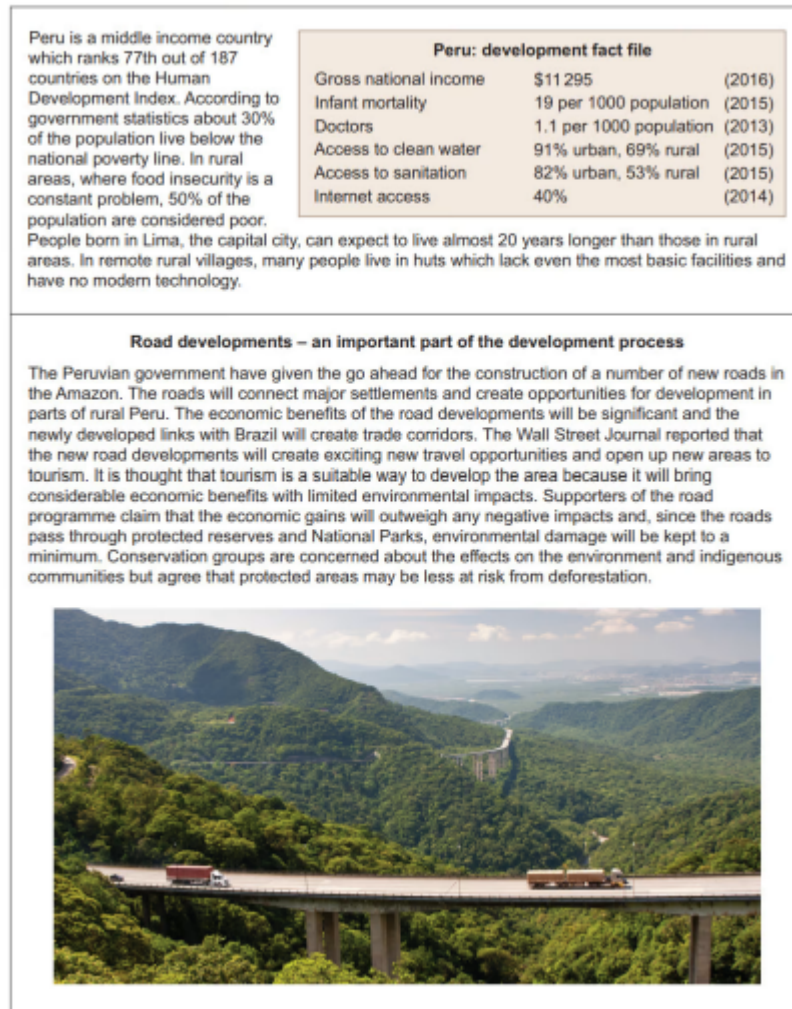 Peru is a middle income country
which ranks 77th out of 187
countries on the Human
Development Index. According to
government statistics about 30%
of the population live below the
national poverty line. In rural
areas, where food insecurity is a
constant problem, 50% of the
population are considered poor.
Peru: development fact file
Gross national income $11 295 (2016)
Infant mortality 19 per 1000 population (2015)
Doctors 1.1 per 1000 population (2013)
Access to clean water 91% urban, 69% rural (2015)
Access to sanitation 82% urban, 53% rural (2015)
Internet access 40% (2014)
People born in Lima, the capital city, can expect to live almost 20 years longer than those in rural
areas. In remote rural villages, many people live in huts which lack even the most basic facilities and
have no modern technology.
Road developments – an important part of the development process
The Peruvian government have given the go ahead for the construction of a number of new roads in
the Amazon. The roads will connect major settlements and create opportunities for development in
parts of rural Peru. The economic benefits of the road developments will be significant and the
newly developed links with Brazil will create trade corridors. The Wall Street Journal reported that
the new road developments will create exciting new travel opportunities and open up new areas to
tourism. It is thought that tourism is a suitable way to develop the area because it will bring
considerable economic benefits with limited environmental impacts. Supporters of the road
programme claim that the economic gains will outweigh any negative impacts and, since the roads
pass through protected reserves and National Parks, environmental damage will be kept to a
minimum. Conservation groups are concerned about the effects on the environment and indigenous
communities but agree that protected areas may be less at risk from deforestation.